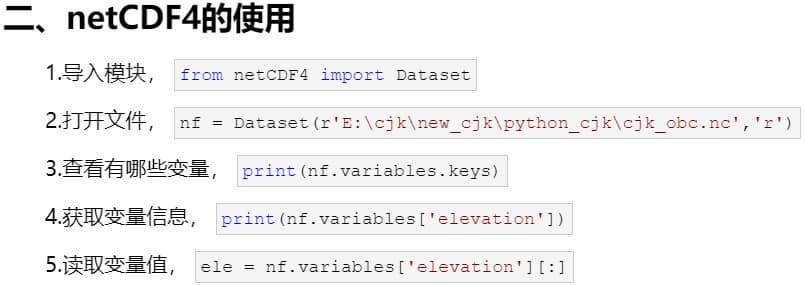 二、netCDF4的使用
1.导入模块， from netCDF4 import Dataset
2.打开文件， nf = Dataset(r'E:\cjk\new_cjk\python_cjk\cjk_obc.nc','r')
3.查看有哪些变量， print(nf.variables.keys)
4.获取变量信息， print(nf.variables['elevation'])
5.读取变量值， ele = nf.variables['elevation'][:]